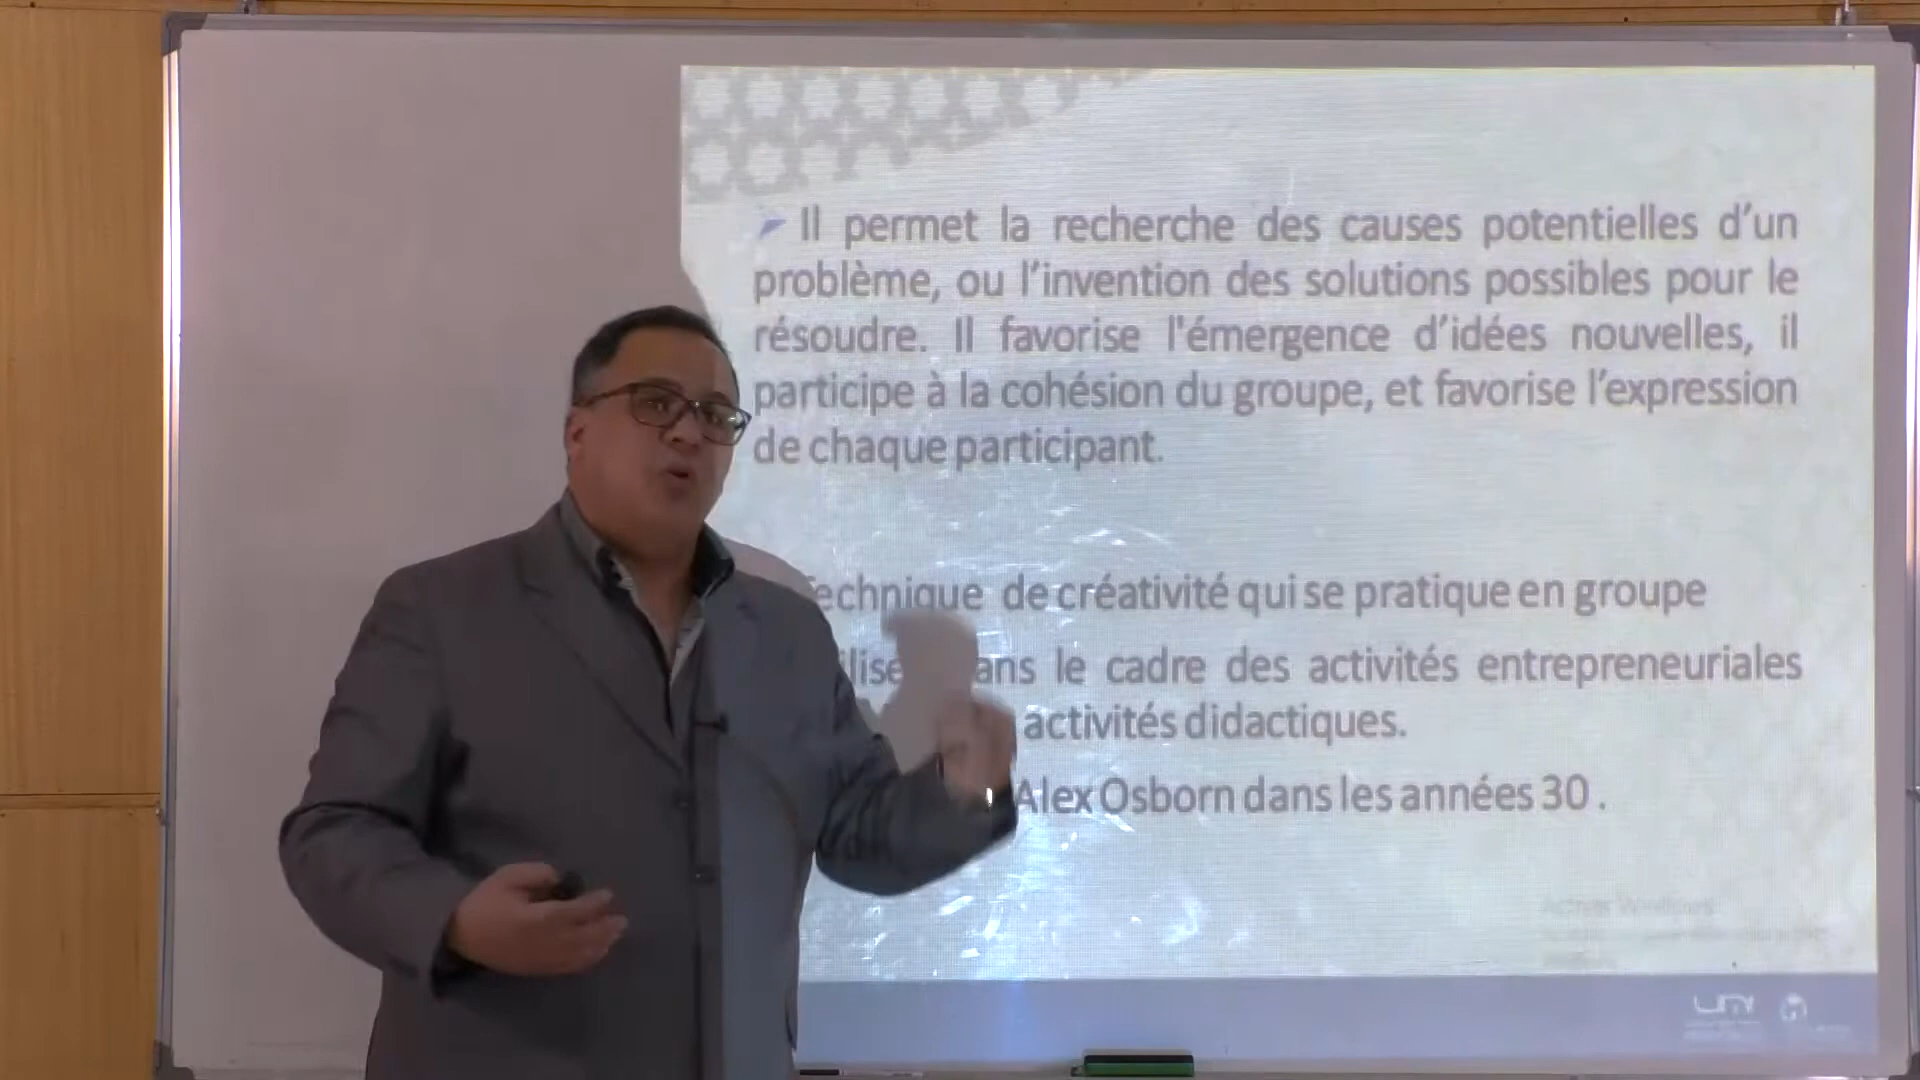 Il permet la recherche des causes potentielles d’un
problème, ou l’invention des solutions possibles pour le
résoudre. Il favorise l'émergence d’idées nouvelles, il
participe à la cohésion du groupe, et favorise l’expression
de chaque participant.
echnique de créativité qui se pratique en groupe
le cadre des activités entrepreneuriales
activités didactiques.
Alex Osborn dans les années 30 .
Activer Windows